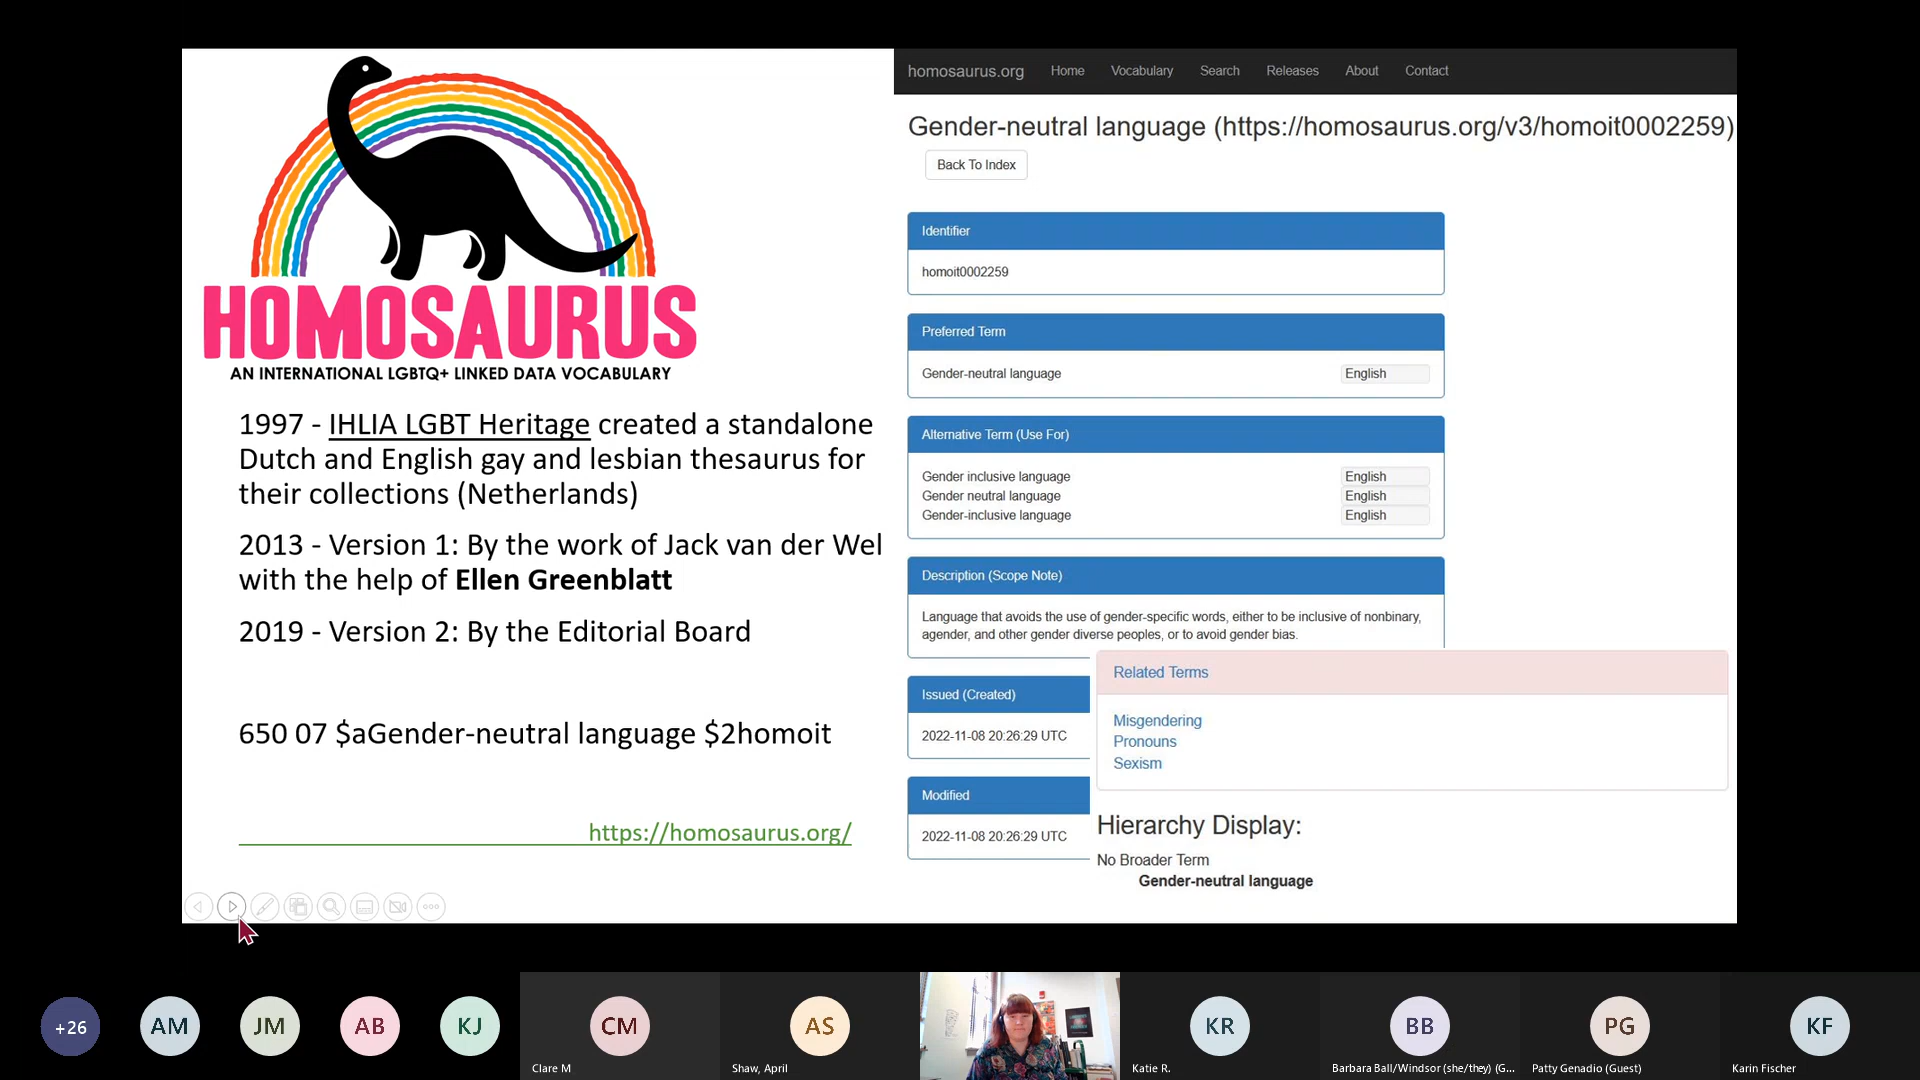 HOMOSAURUS
AN INTERNATIONAL LGBTQ+ LINKED DATA VOCABULARY
1997 - IHLIA LGBT Heritage created a standalone
Dutch and English gay and lesbian thesaurus for
their collections (Netherlands)
2013 - Version 1: By the work of Jack van der Wel
with the help of Ellen Greenblatt
2019 - Version 2: By the Editorial Board
650 07 $aGender-neutral language $2homoit
https://homosaurus.org/
homosaurus.org Home Vocabulary Search Releases About Contact
Gender-neutral language (https://homosaurus.org/v3/homoit0002259)
Back To Index
Identifier
homoit0002259
Preferred Term
Gender-neutral language English
Alternative Term (Use For)
Gender inclusive language English
Gender neutral language English
Gender-inclusive language English
Description (Scope Note)
Language that avoids the use of gender-specific words, either to be inclusive of nonbinary,
agender, and other gender diverse peoples, or to avoid gender bias.
Issued (Created)
2022-11-08 20:26:29 UTC
Modified
2022-11-08 20:26:29 UTC
Related Terms
Misgendering
Pronouns
Sexism
Hierarchy Display:
No Broader Term
Gender-neutral language
+26 AM JM AB KJ CM AS KR BB PG KF
Clare M Shaw, April Katie R. Barbara Ball/Windsor (she/they) (G... Patty Genadio (Guest) Karin Fischer